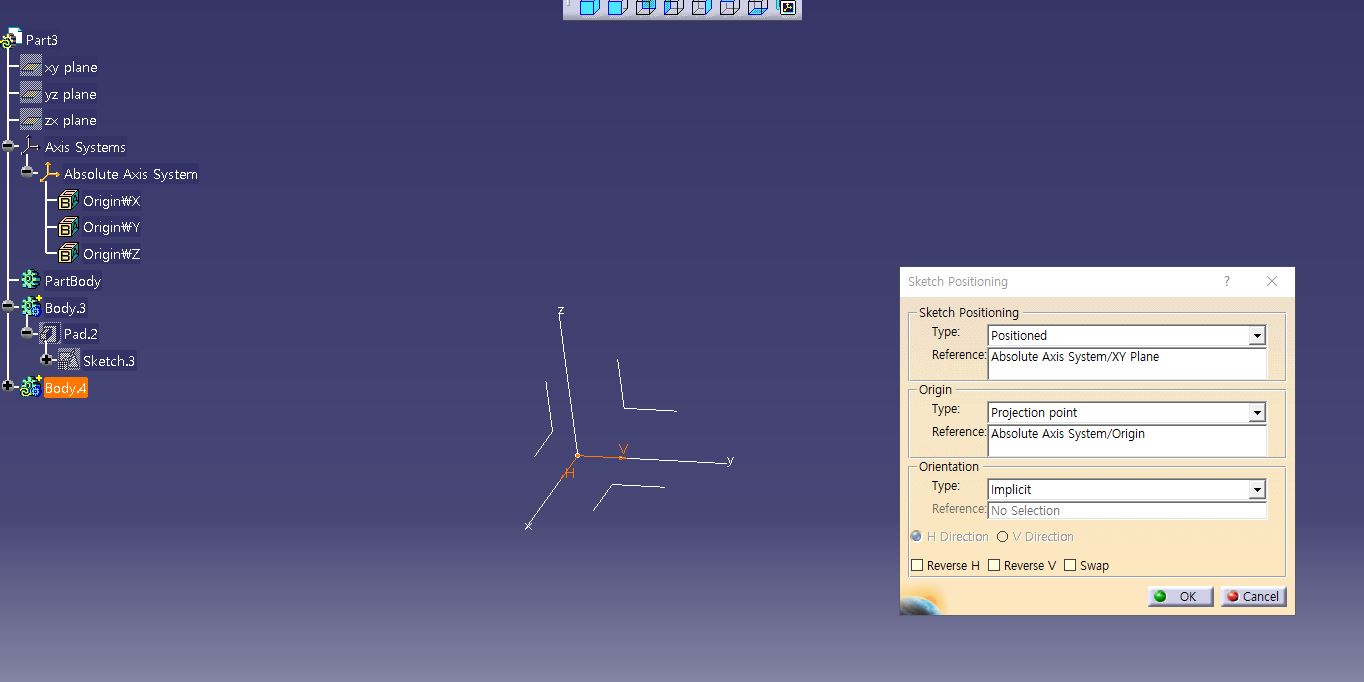 Part3
xy plane
yz plane
zx plane
Axis Systems
Absolute Axis System
Origin₩X
Origin₩Y
Origin₩Z
PartBody
Body.3
Pad.2
Sketch.3
Body.4
z
V
y
H
x
Sketch Positioning
?
Sketch Positioning
Type: Positioned
Reference: Absolute Axis System/XY Plane
Origin
Type: Projection point
Reference: Absolute Axis System/Origin
Orientation
Type: Implicit
Reference: No Selection
H Direction V Direction
Reverse H Reverse V Swap
OK Cancel